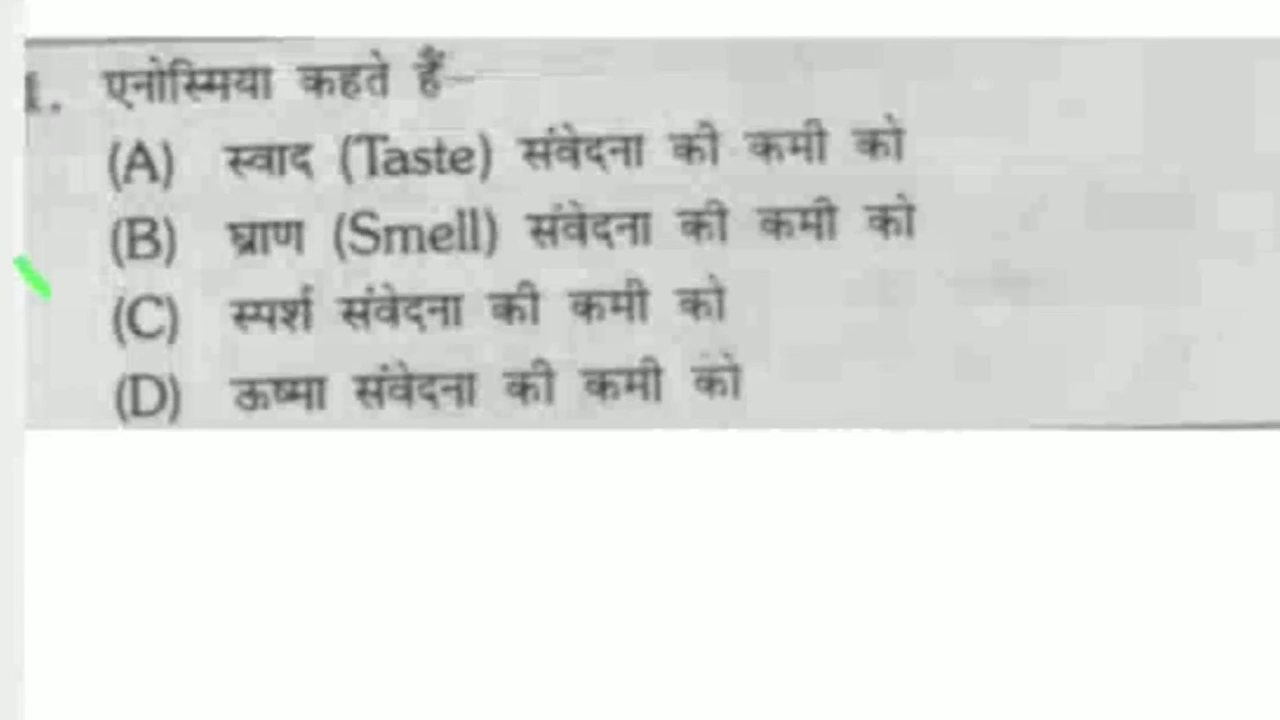 1. एनोस्मिया कहते हैं–
(A) स्वाद (Taste) संवेदना की कमी को
(B) घ्राण (Smell) संवेदना की कमी को
(C) स्पर्श संवेदना की कमी को
(D) ऊष्मा संवेदना की कमी को